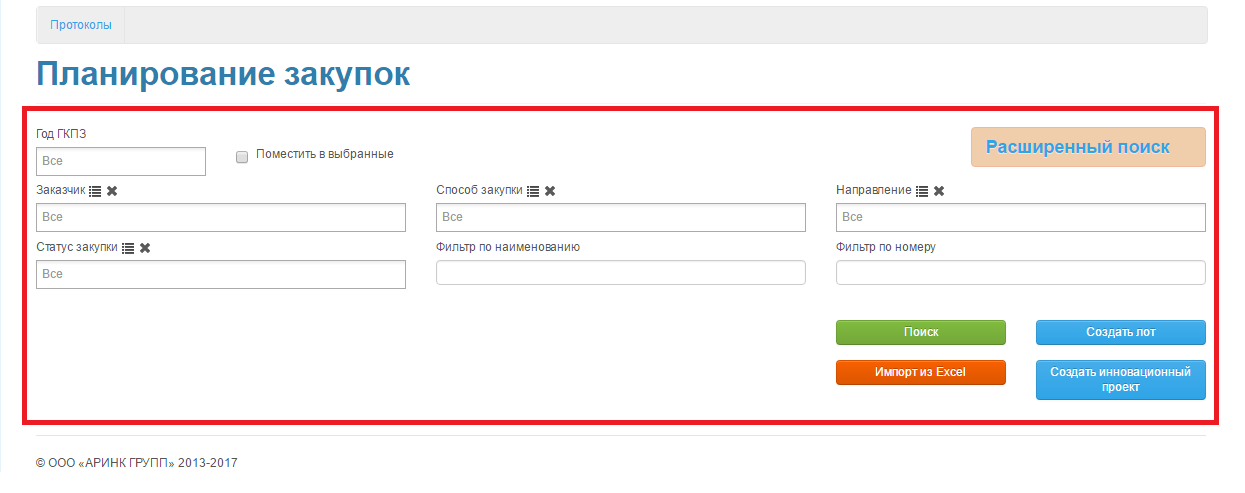 Протоколы
Планирование закупок
Год ГКПЗ
Все
Поместить в выбранные
Расширенный поиск
Заказчик
Способ закупки
Направление
Все
Все
Все
Статус закупки
Фильтр по наименованию
Фильтр по номеру
Все
Поиск
Создать лот
Импорт из Excel
Создать инновационный
проект
© ООО «АРИНК ГРУПП» 2013-2017